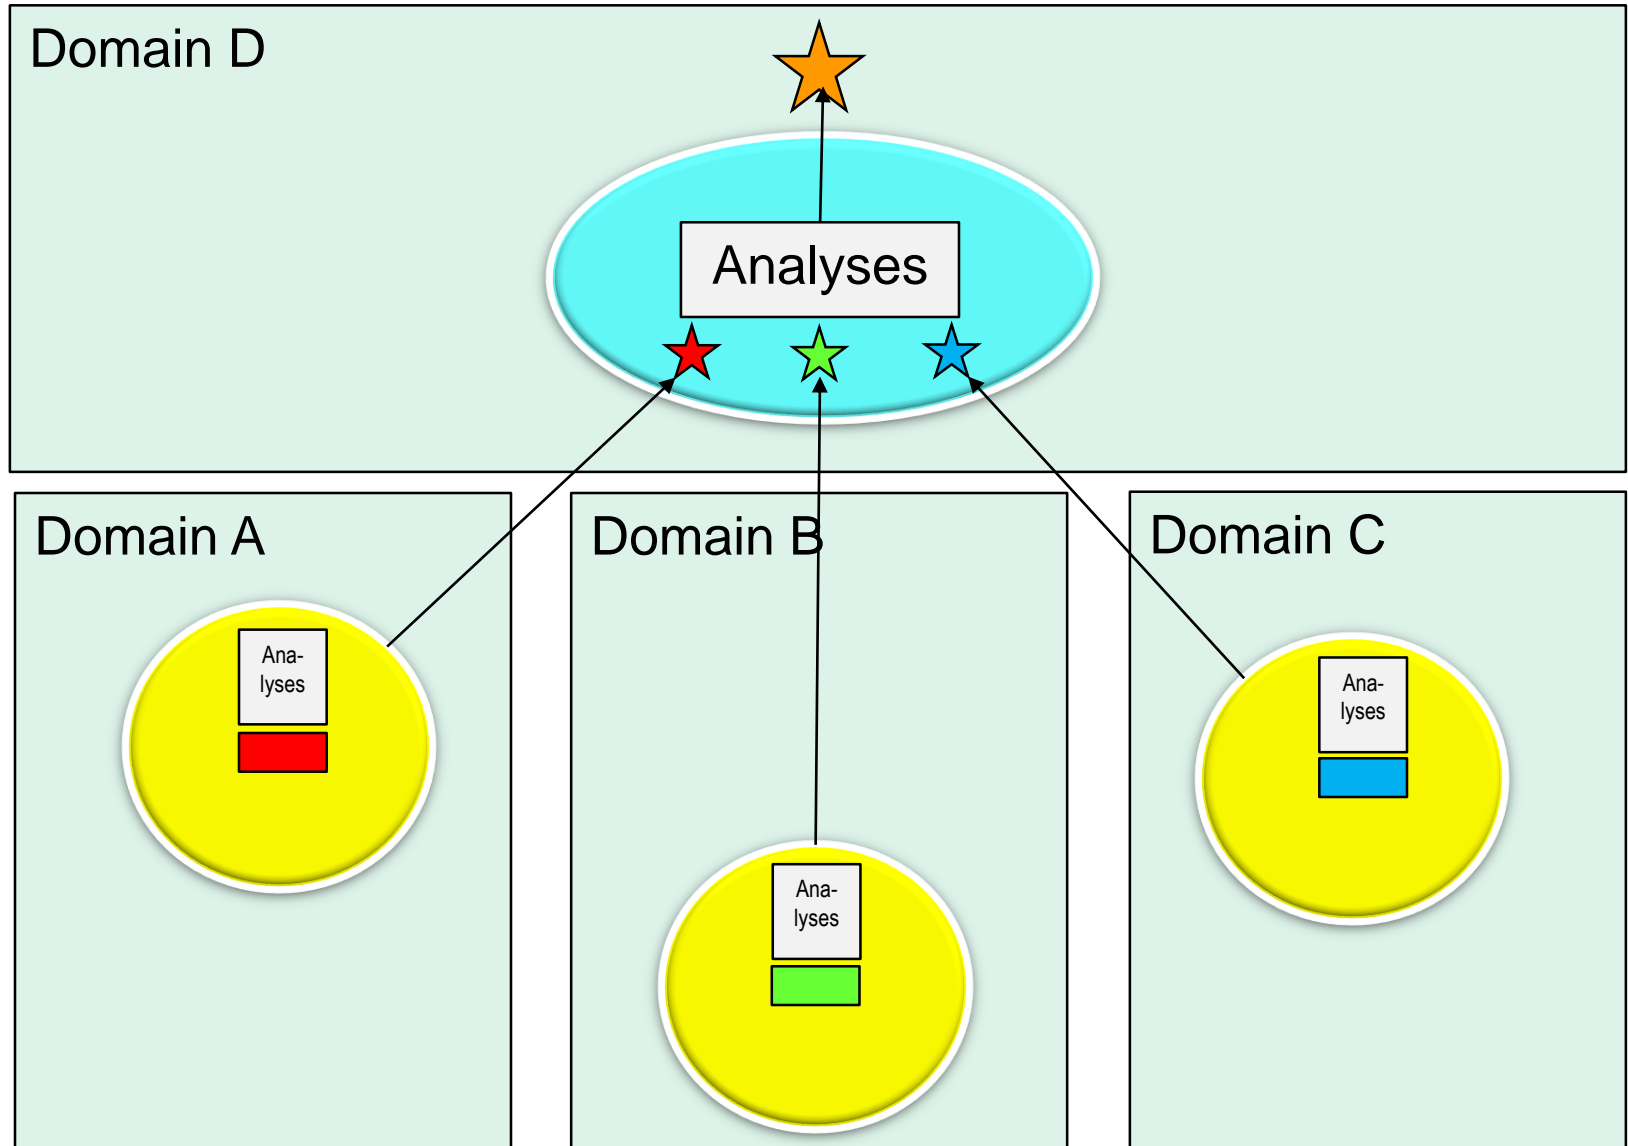 Domain D
Analyses
Domain A
Domain B
Domain C
Ana-
lyses
Ana-
lyses
Ana-
lyses